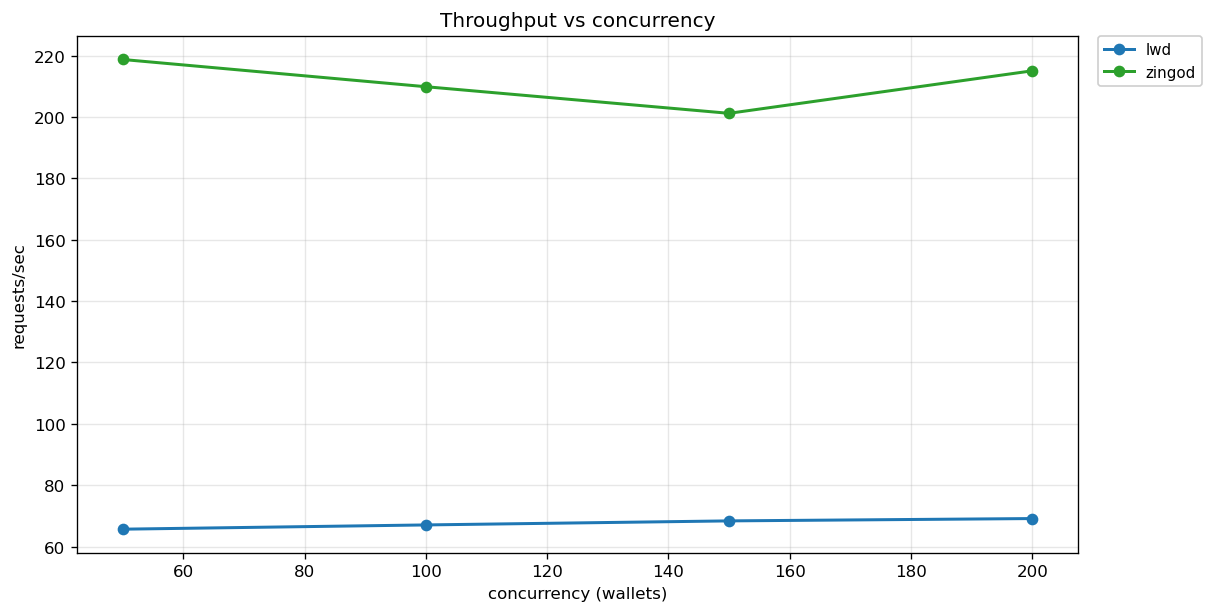 Throughput vs concurrency
lwd
zingod
220
200
180
160
140
120
100
80
60
requests/sec
60 80 100 120 140 160 180 200
concurrency (wallets)